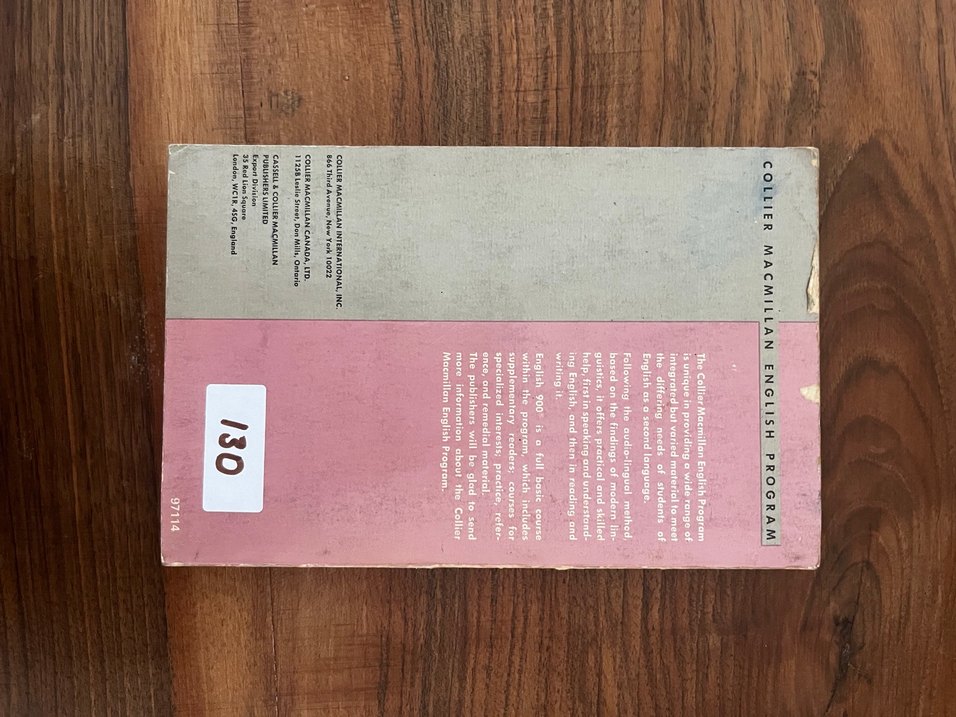 COLLIER MACMILLAN ENGLISH PROGRAM
The Collier Macmillan English Program
is unique in providing a wide range of
integrated but varied material to meet
the differing needs of students of
English as a second language.
Following the audio-lingual method,
based on the findings of modern lin-
guistics, it offers practical and skilled
help, first in speaking and understand-
ing English, and then in reading and
writing it.
English 900® is a full basic course
within the program, which includes
supplementary readers; courses for
specialized interests; practice, refer-
ence, and remedial material.
The publishers will be glad to send
more information about the Collier
Macmillan English Program.
COLLIER MACMILLAN INTERNATIONAL, INC.
866 Third Avenue, New York 10022
COLLIER MACMILLAN CANADA, LTD.
1125B Leslie Street, Don Mills, Ontario
CASSELL & COLLIER MACMILLAN
PUBLISHERS LIMITED
Export Division
35 Red Lion Square
London, WC1R, 4SG, England
130
97114